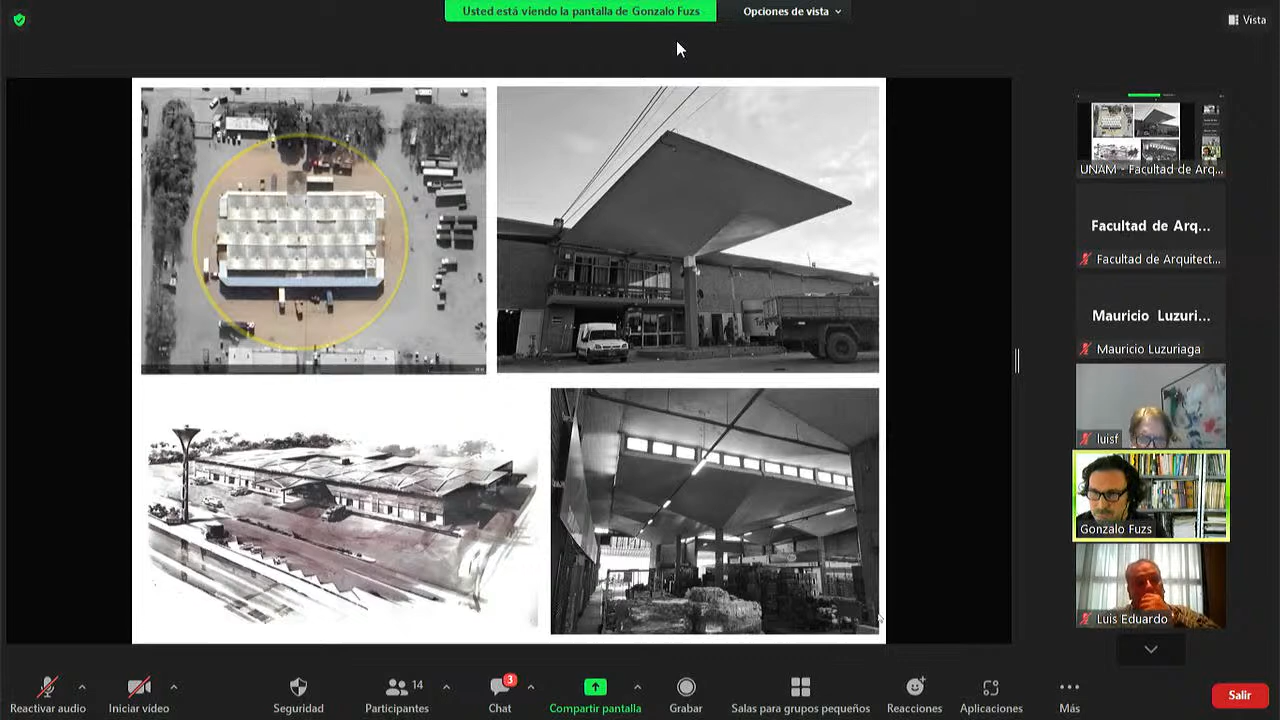 Usted está viendo la pantalla de Gonzalo Fuzs
Opciones de vista
Vista
UNAM - Facultad de Arq...
Facultad de Arq...
Facultad de Arquitect...
Mauricio Luzuri...
Mauricio Luzuriaga
luisf
Gonzalo Fuzs
Luis Eduardo
Reactivar audio
Iniciar vídeo
Seguridad
14
Participantes
3
Chat
Compartir pantalla
Grabar
Salas para grupos pequeños
Reacciones
Aplicaciones
Más
Salir